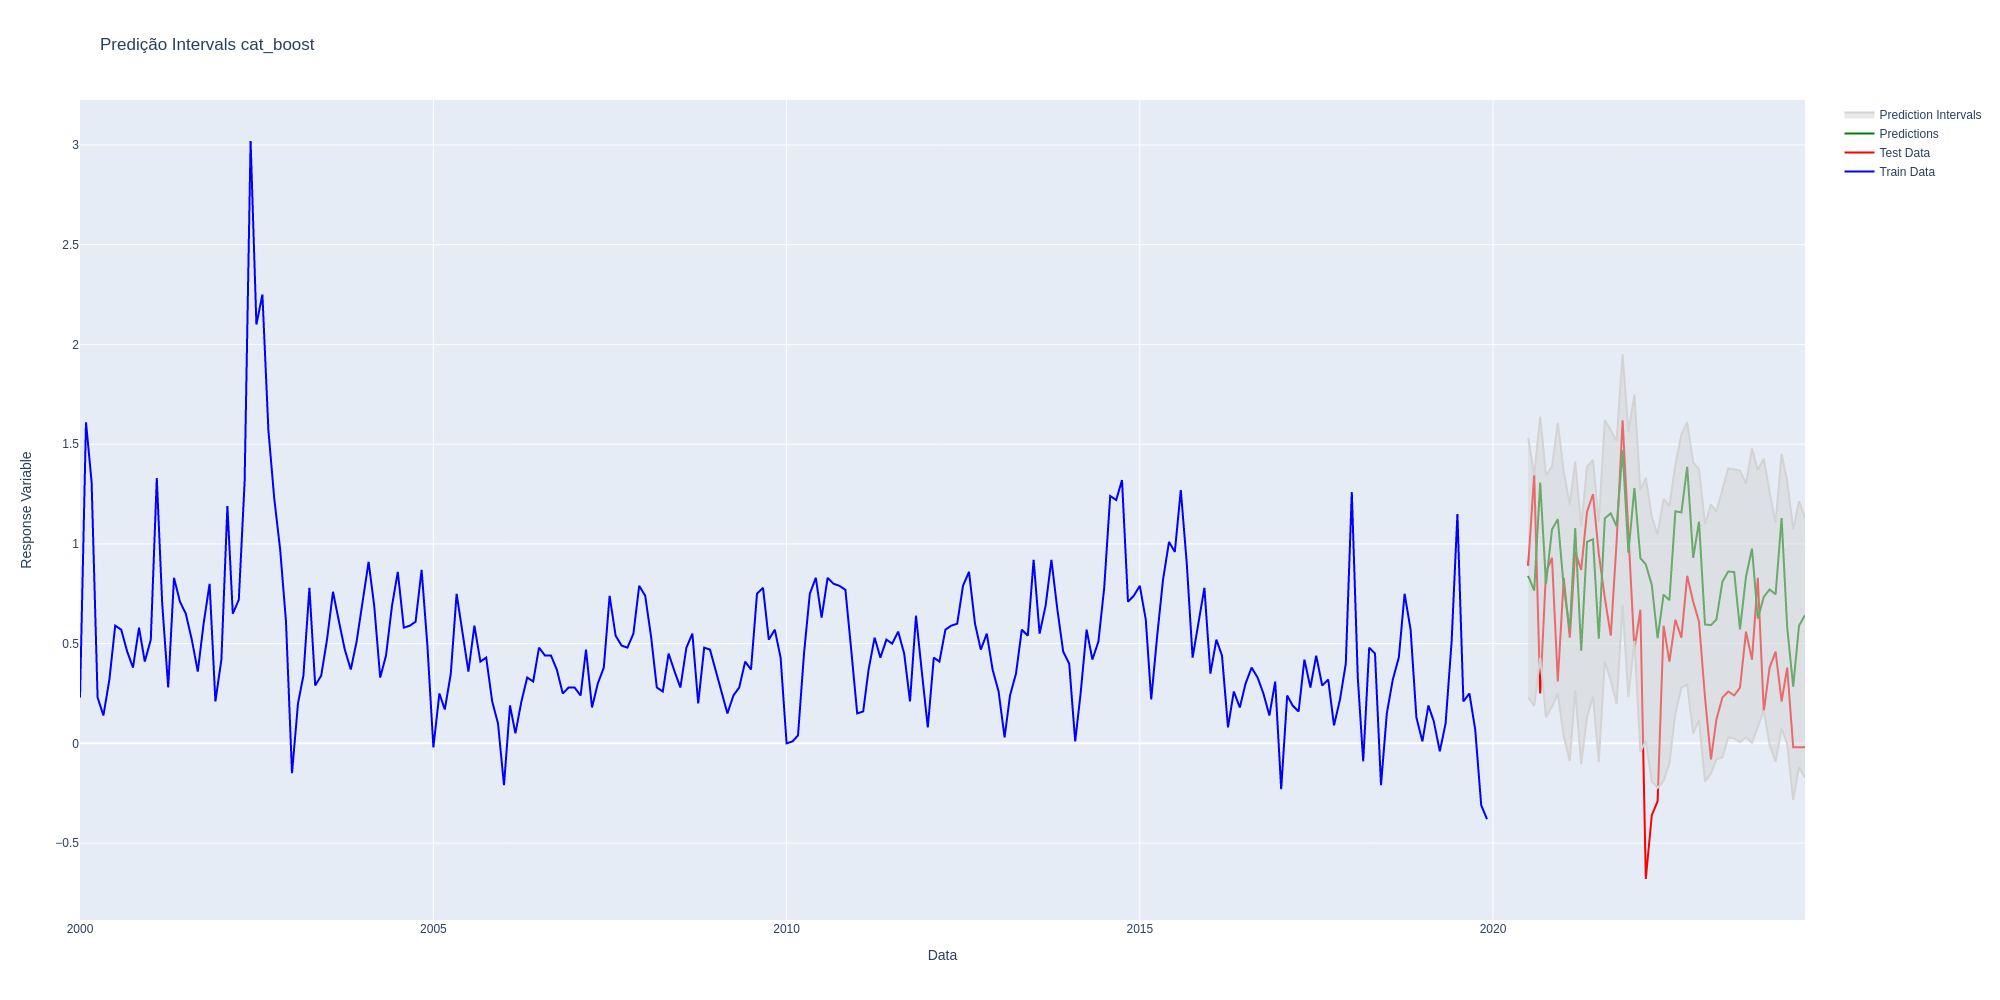 Predição Intervals cat_boost
Prediction Intervals
Predictions
Test Data
Train Data
Response Variable
3
2.5
2
1.5
1
0.5
0
−0.5
2000
2005
2010
2015
2020
Data